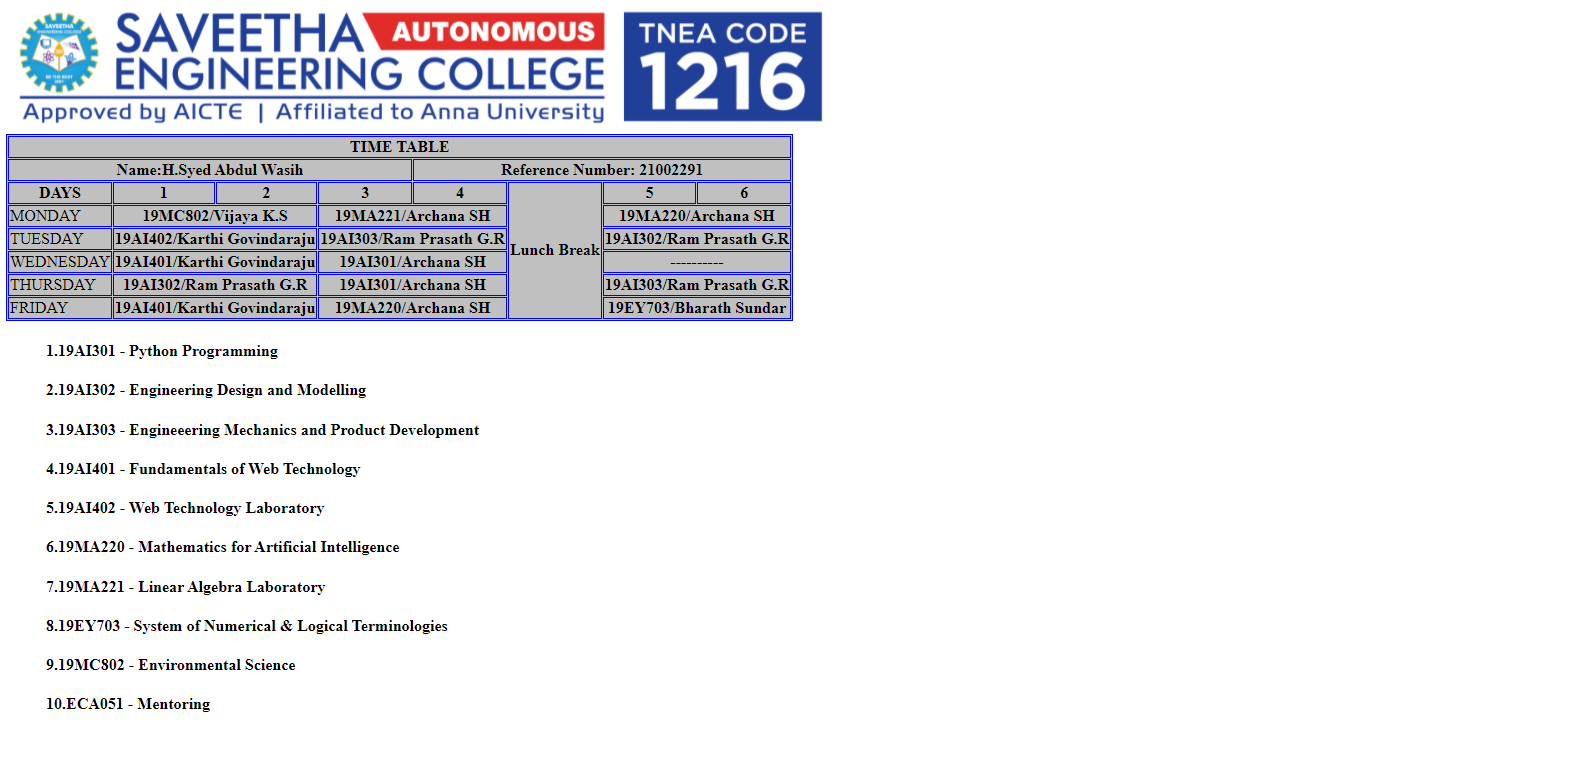 SAVEETHA AUTONOMOUS
ENGINEERING COLLEGE
Approved by AICTE | Affiliated to Anna University
TNEA CODE
1216
SAVEETHA
ENGINEERING COLLEGE
BE THE BEST
TIME TABLE
Name:H.Syed Abdul Wasih Reference Number: 21002291
DAYS 1 2 3 4 Lunch Break 5 6
MONDAY 19MC802/Vijaya K.S 19MA221/Archana SH 19MA220/Archana SH
TUESDAY 19AI402/Karthi Govindaraju 19AI303/Ram Prasath G.R 19AI302/Ram Prasath G.R
WEDNESDAY 19AI401/Karthi Govindaraju 19AI301/Archana SH ----------
THURSDAY 19AI302/Ram Prasath G.R 19AI301/Archana SH 19AI303/Ram Prasath G.R
FRIDAY 19AI401/Karthi Govindaraju 19MA220/Archana SH 19EY703/Bharath Sundar
1.19AI301 - Python Programming
2.19AI302 - Engineering Design and Modelling
3.19AI303 - Engineeering Mechanics and Product Development
4.19AI401 - Fundamentals of Web Technology
5.19AI402 - Web Technology Laboratory
6.19MA220 - Mathematics for Artificial Intelligence
7.19MA221 - Linear Algebra Laboratory
8.19EY703 - System of Numerical & Logical Terminologies
9.19MC802 - Environmental Science
10.ECA051 - Mentoring